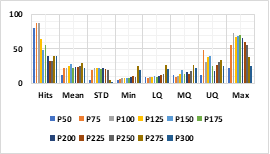 100
50
0
Hits Mean STD Min LQ MQ UQ Max
P50 P75 P100 P125 P150 P175
P200 P225 P250 P275 P300